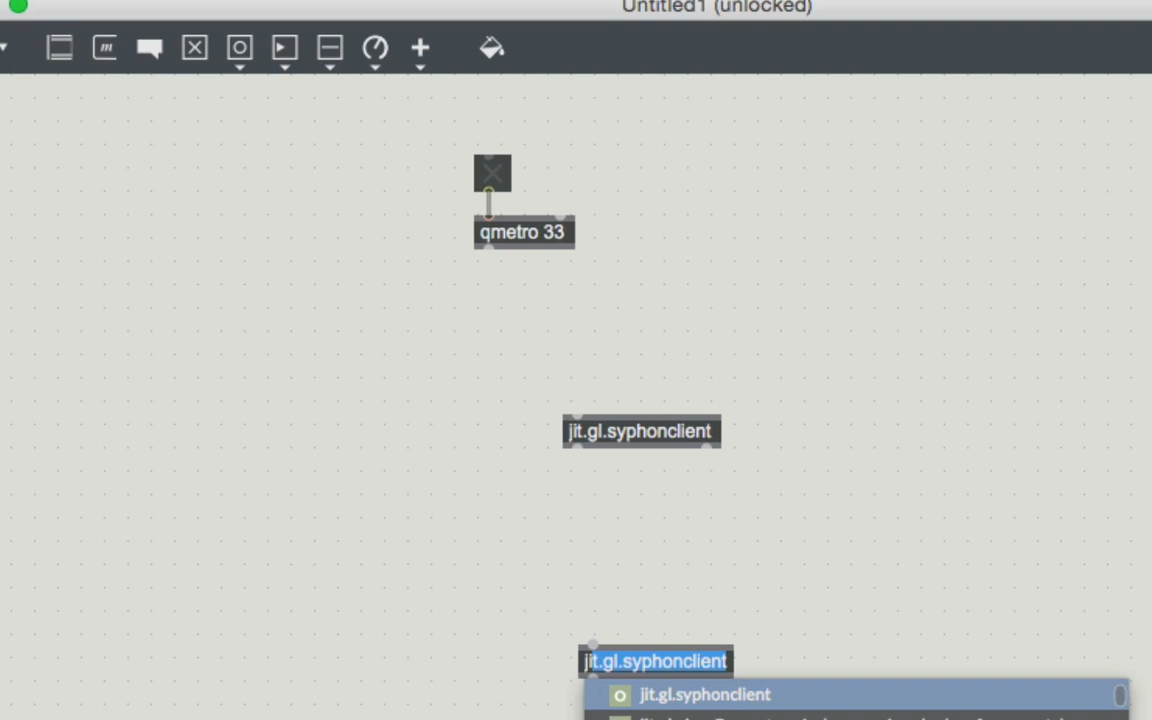 Untitled1 (unlocked)
m
qmetro 33
jit.gl.syphonclient
jit.gl.syphonclient
jit.gl.syphonclient